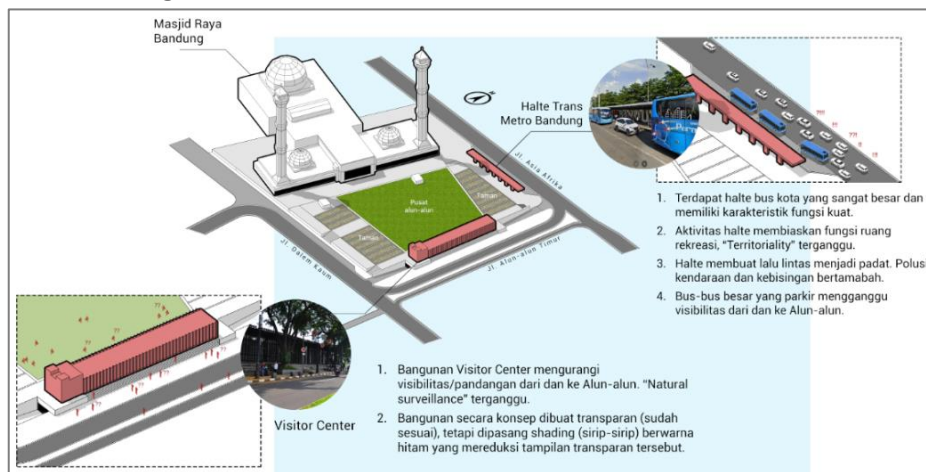 Masjid Raya
Bandung
Halte Trans
Metro Bandung
Jl. Asia Afrika
Pusat
alun-alun
Taman
Taman
Jl. Dalem Kaum
Jl. Alun-alun Timur
1. Terdapat halte bus kota yang sangat besar dan
memiliki karakteristik fungsi kuat.
2. Aktivitas halte membiaskan fungsi ruang
rekreasi, “Territoriality” terganggu.
3. Halte membuat lalu lintas menjadi padat. Polusi
kendaraan dan kebisingan bertamabah.
4. Bus-bus besar yang parkir mengganggu
visibilitas dari dan ke Alun-alun.
Visitor Center
1. Bangunan Visitor Center mengurangi
visibilitas/pandangan dari dan ke Alun-alun. “Natural
surveillance” terganggu.
2. Bangunan secara konsep dibuat transparan (sudah
sesuai), tetapi dipasang shading (sirip-sirip) berwarna
hitam yang mereduksi tampilan transparan tersebut.